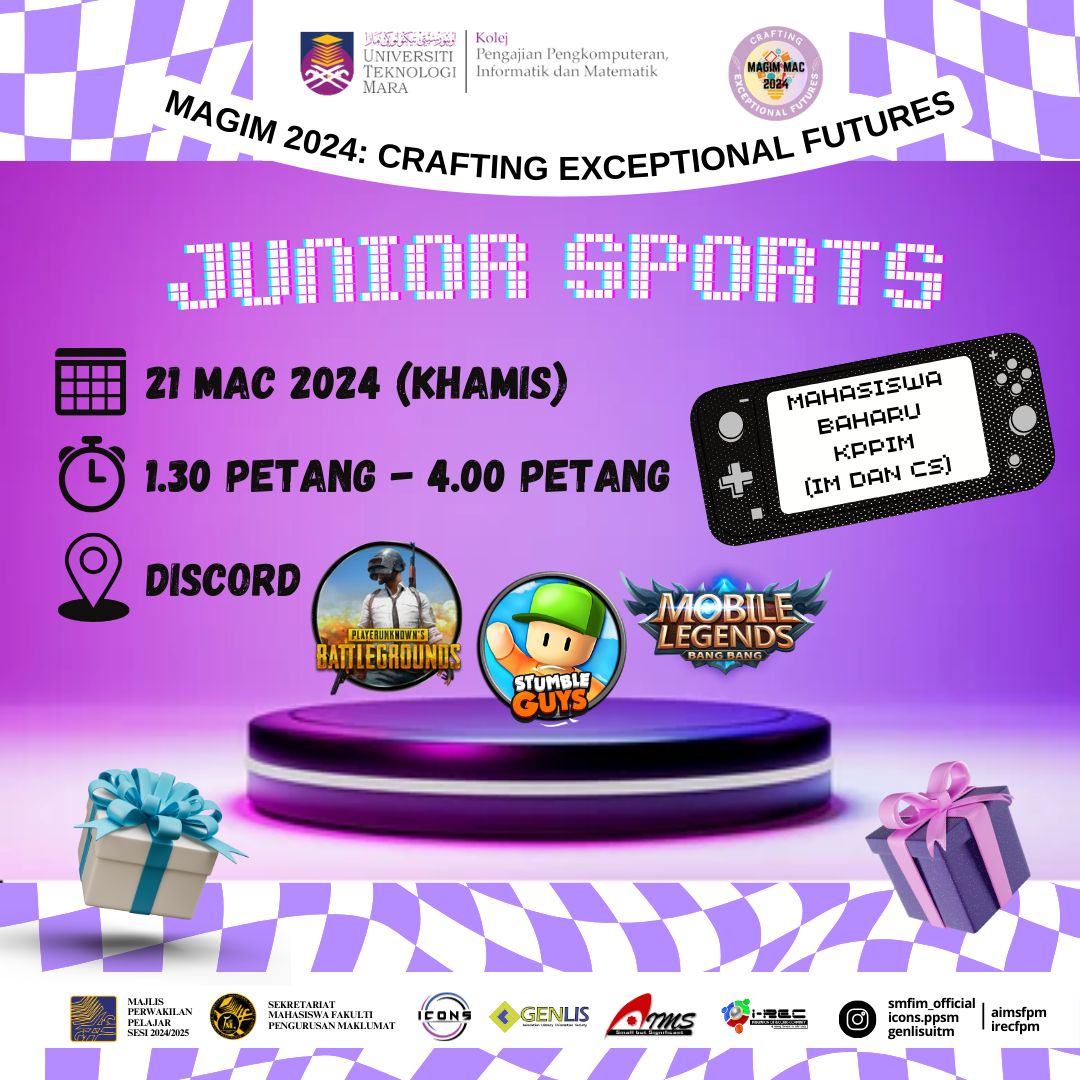 UNIVERSITI
TEKNOLOGI
MARA
Kolej
Pengajian Pengkomputeran,
Informatik dan Matematik
CRAFTING
MAGIM MAC
2024
EXCEPTIONAL FUTURES
MAGIM 2024: CRAFTING EXCEPTIONAL FUTURES
JUNIOR SPORTS
21 MAC 2024 (KHAMIS)
1.30 PETANG – 4.00 PETANG
DISCORD
MAHASISWA
BAHARU
KPPIM
(IM DAN CS)
PLAYERUNKNOWN'S
BATTLEGROUNDS
STUMBLE
GUYS
MOBILE
LEGENDS
BANG BANG
MAJLIS
PERWAKILAN
PELAJAR
SESI 2024/2025
SEKRETARIAT
MAHASISWA FAKULTI
PENGURUSAN MAKLUMAT
ICONS
GENLIS
AIMS
Small but Significant
I-REC
smfim_official
icons.ppsm
genlisuitm
aimsfpm
irecfpm